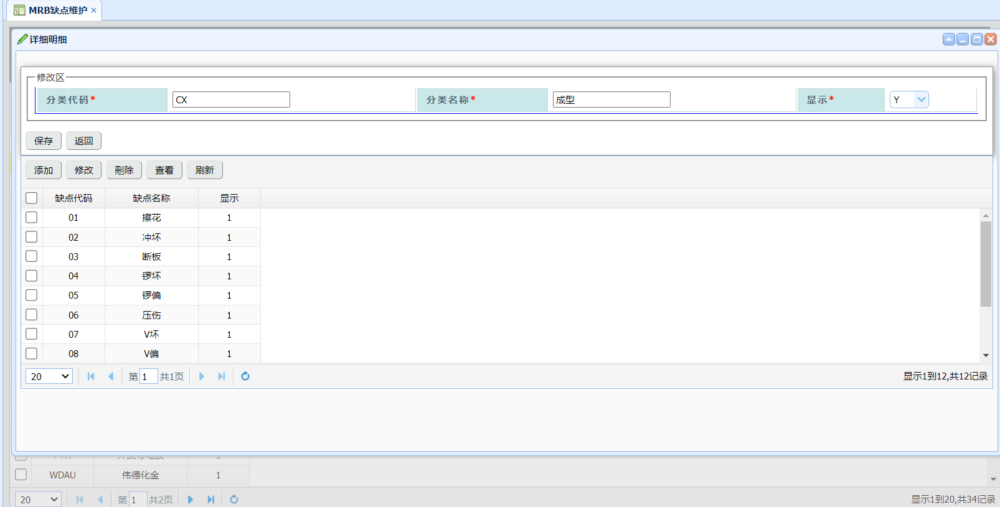 MRB缺点维护
详细明细
修改区
分类代码* CX 分类名称* 成型 显示* Y
保存 返回
添加 修改 刪除 查看 刷新
缺点代码 缺点名称 显示
01 擦花 1
02 冲坏 1
03 断板 1
04 锣坏 1
05 锣偏 1
06 压伤 1
07 V坏 1
08 V偏 1
20 第 1 共1页 显示1到12,共12记录
WDAU 伟德化金 1
20 第 1 共2页 显示1到20,共34记录